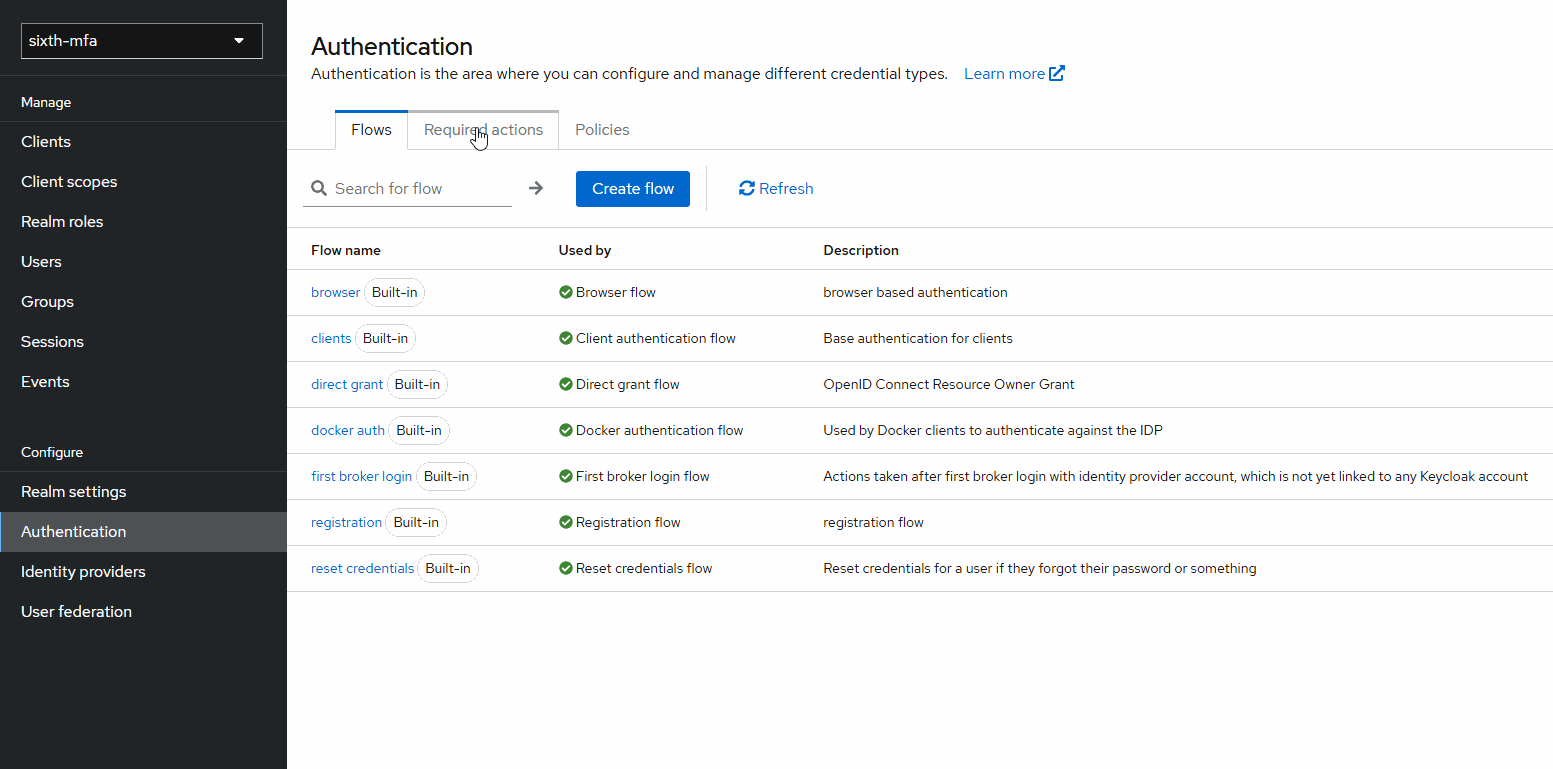 sixth-mfa
Manage
Clients
Client scopes
Realm roles
Users
Groups
Sessions
Events
Configure
Realm settings
Authentication
Identity providers
User federation
Authentication
Authentication is the area where you can configure and manage different credential types. Learn more
Flows Required actions Policies
Search for flow Create flow Refresh
Flow name Used by Description
browser Built-in Browser flow browser based authentication
clients Built-in Client authentication flow Base authentication for clients
direct grant Built-in Direct grant flow OpenID Connect Resource Owner Grant
docker auth Built-in Docker authentication flow Used by Docker clients to authenticate against the IDP
first broker login Built-in First broker login flow Actions taken after first broker login with identity provider account, which is not yet linked to any Keycloak account
registration Built-in Registration flow registration flow
reset credentials Built-in Reset credentials flow Reset credentials for a user if they forgot their password or something